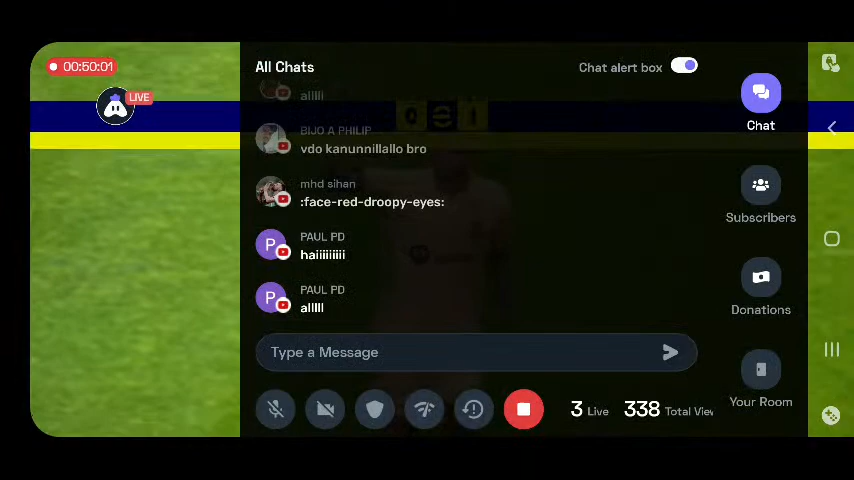 00:50:01
LIVE
All Chats
Chat alert box
alllll
BIJO A PHILIP
vdo kanunnillallo bro
mhd sihan
:face-red-droopy-eyes:
P
PAUL PD
haiiiiiiiii
P
PAUL PD
alllll
Type a Message
3 Live
338 Total View
Chat
Subscribers
Donations
Your Room